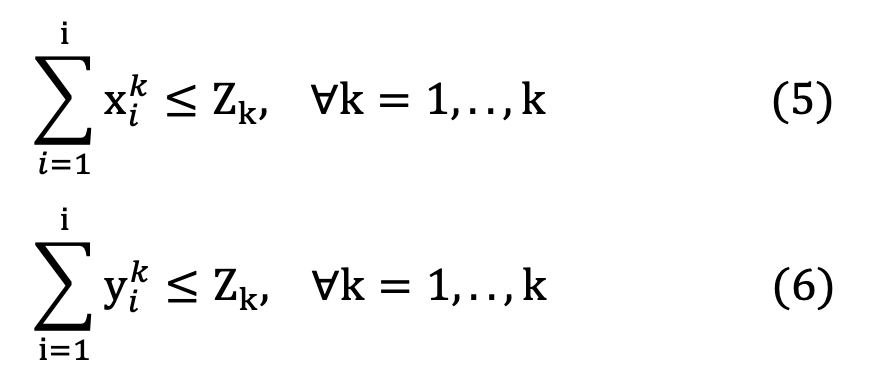 ∑_{i=1}^{i} x_i^k ≤ Z_k, ∀k = 1,..,k (5)
∑_{i=1}^{i} y_i^k ≤ Z_k, ∀k = 1,..,k (6)